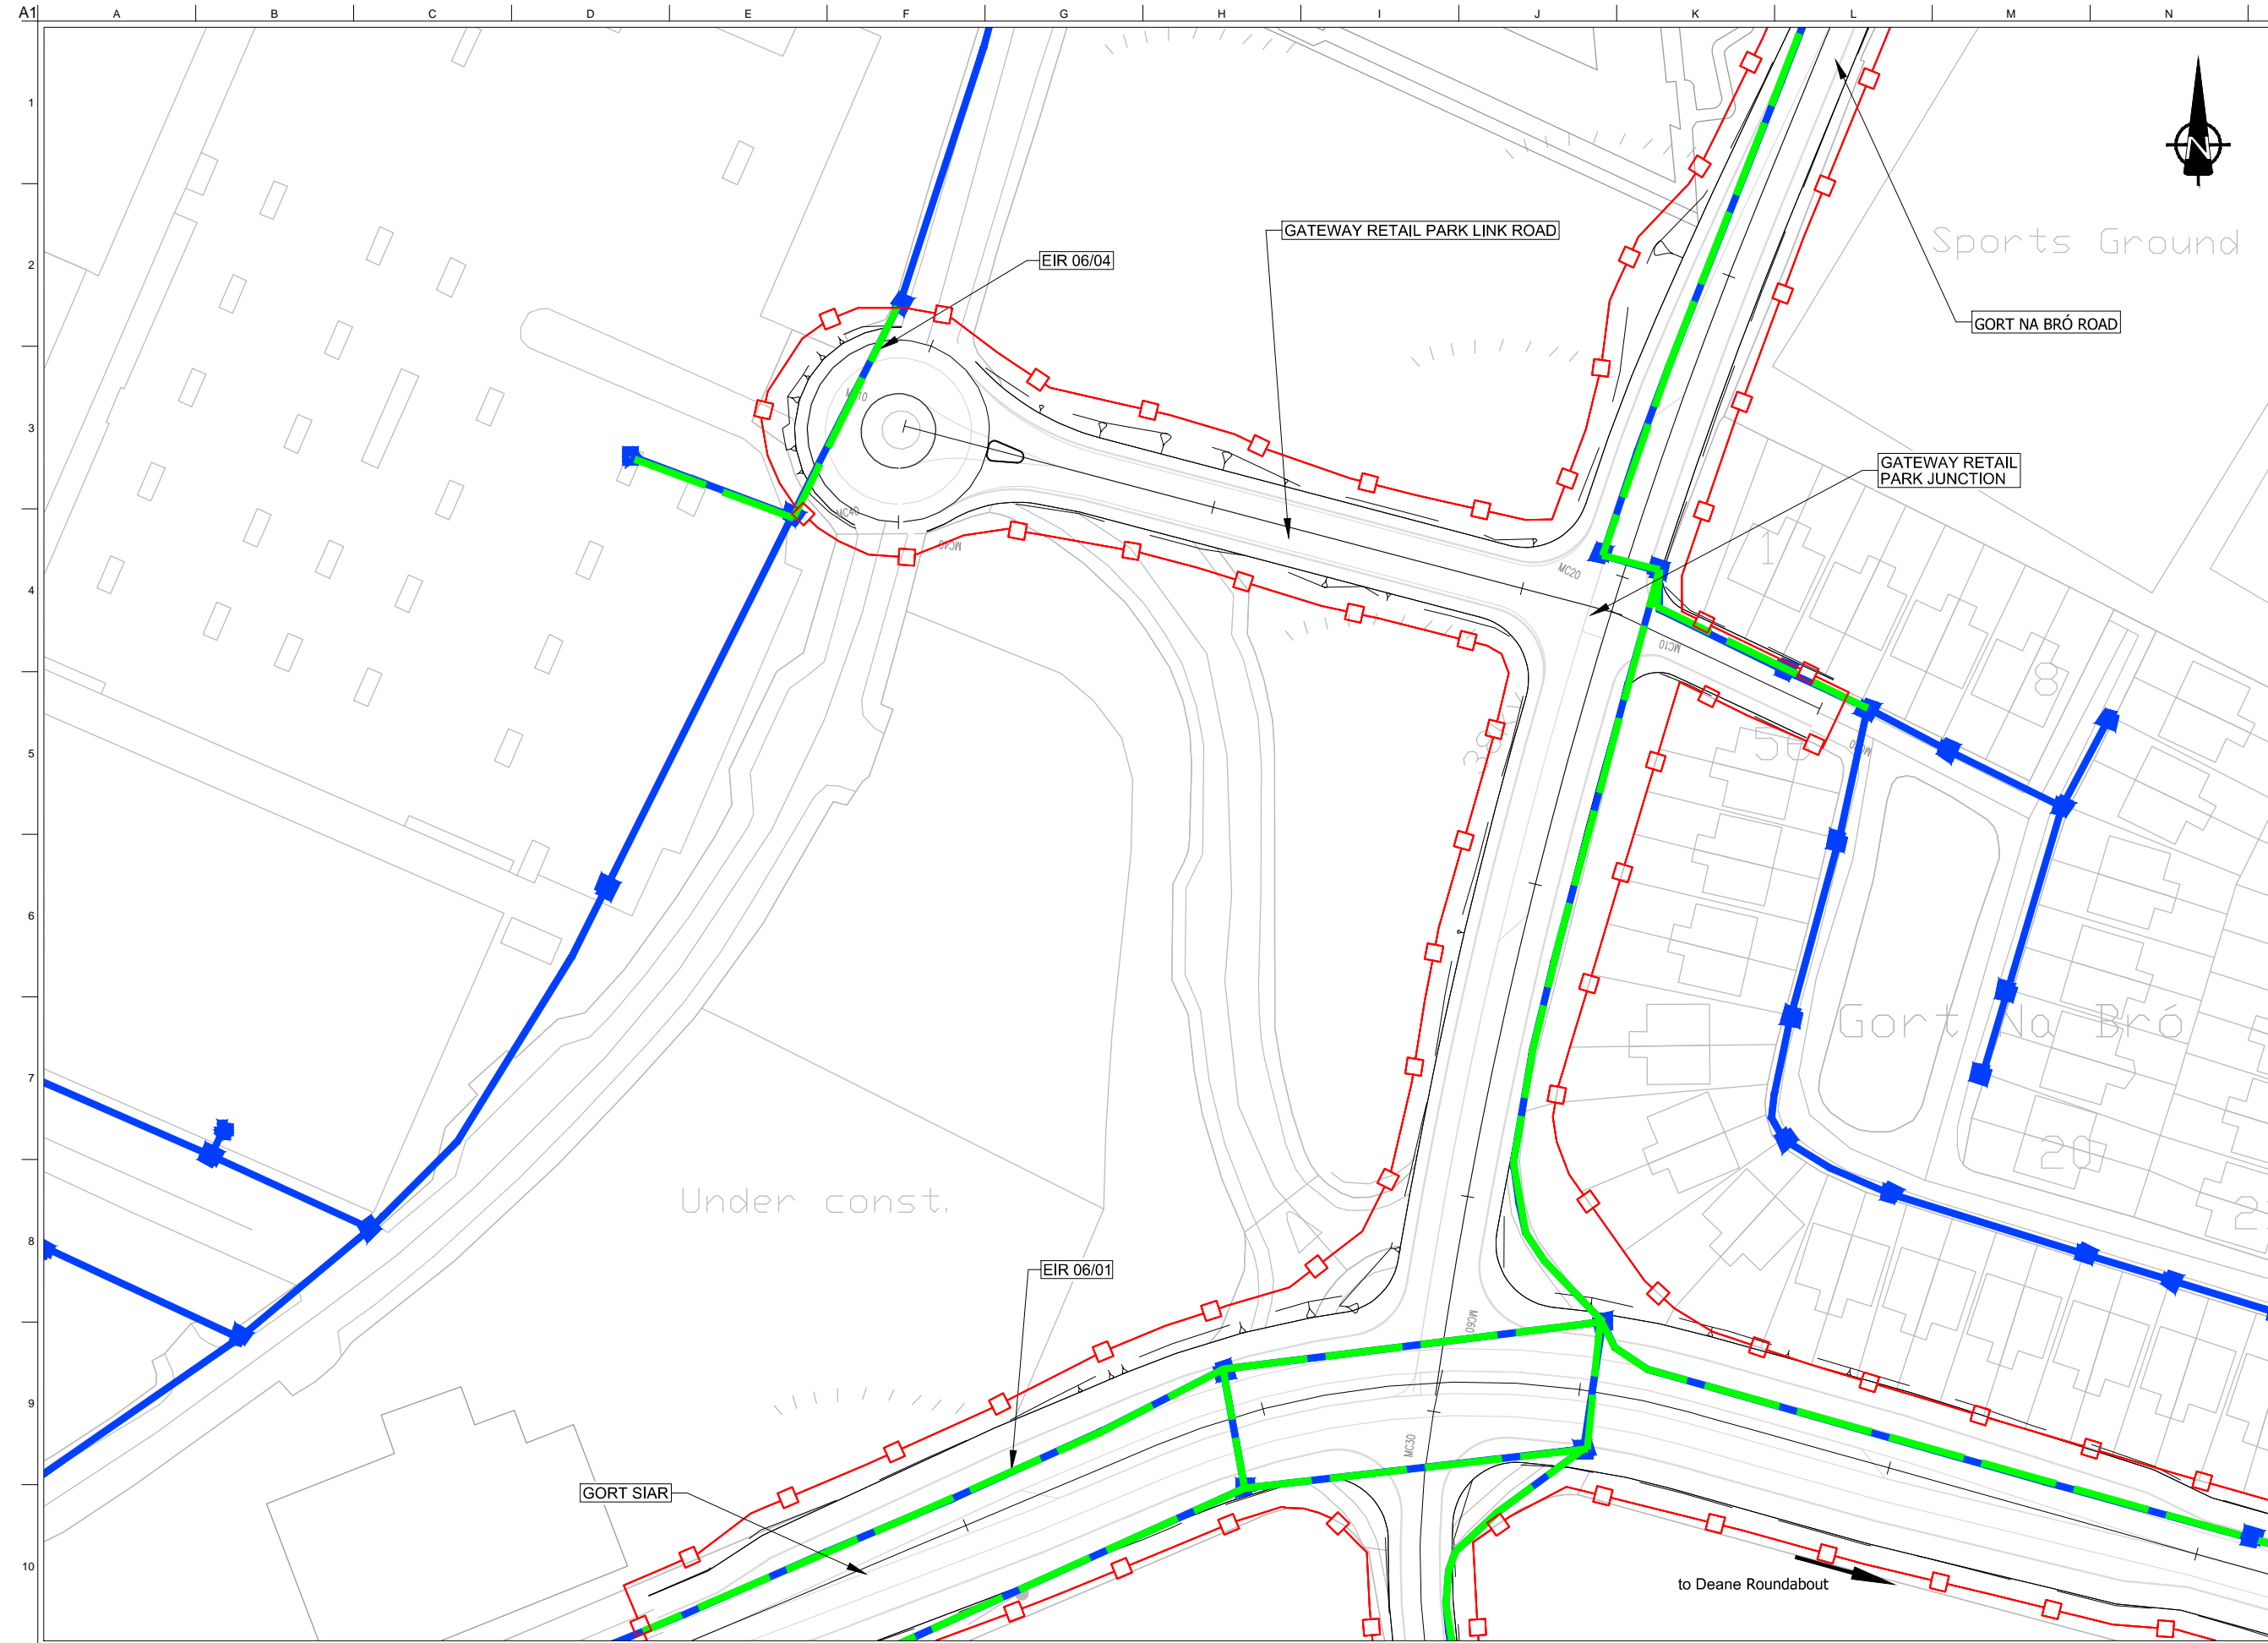 A1
A B C D E F G H I J K L M N
1
N
GATEWAY RETAIL PARK LINK ROAD
Sports Ground
EIR 06/04
2
GORT NA BRÓ ROAD
MC10
3
GATEWAY RETAIL
PARK JUNCTION
MC40
MC40
1
MC20
4
MC10
8
5
6
Gort Na Bró
7
20
Under const.
8
EIR 06/01
MC60
9
MC30
GORT SIAR
10
to Deane Roundabout